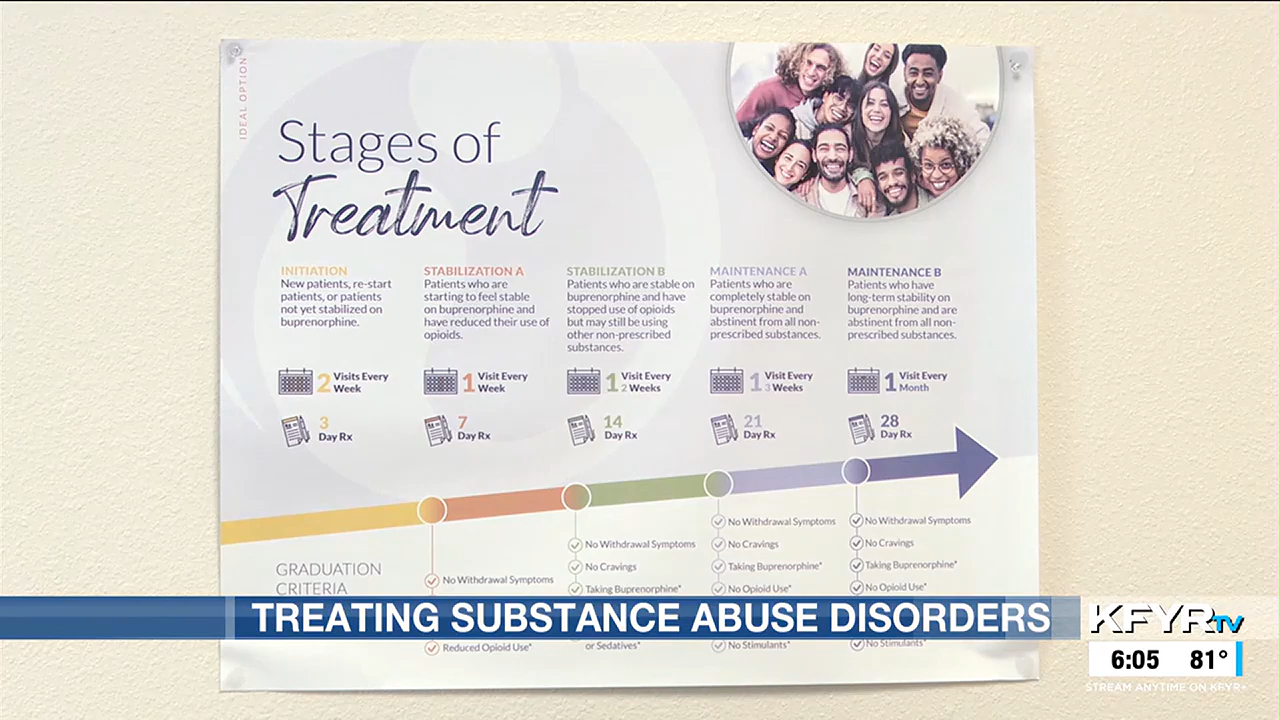 IDEAL OPTION
Stages of
Treatment
INITIATION
New patients, re-start
patients, or patients
not yet stabilized on
buprenorphine.
2 Visits Every
Week
3
Day Rx
STABILIZATION A
Patients who are
starting to feel stable
on buprenorphine and
have reduced their use of
opioids.
1 Visit Every
Week
7
Day Rx
STABILIZATION B
Patients who are stable on
buprenorphine and have
stopped use of opioids
but may still be using
other non-prescribed
substances.
1 Visit Every
2 Weeks
14
Day Rx
MAINTENANCE A
Patients who are
completely stable on
buprenorphine and
abstinent from all non-
prescribed substances.
1 Visit Every
3 Weeks
21
Day Rx
MAINTENANCE B
Patients who have
long-term stability on
buprenorphine and are
abstinent from all non-
prescribed substances.
1 Visit Every
Month
28
Day Rx
GRADUATION
CRITERIA
No Withdrawal Symptoms
Reduced Opioid Use*
No Withdrawal Symptoms
No Cravings
Taking Buprenorphine*
or Sedatives*
No Withdrawal Symptoms
No Cravings
Taking Buprenorphine*
No Opioid Use*
No Stimulants*
No Withdrawal Symptoms
No Cravings
Taking Buprenorphine*
No Opioid Use*
No Stimulants*
TREATING SUBSTANCE ABUSE DISORDERS
KFYRTV
6:05 81°
STREAM ANYTIME ON KFYR+